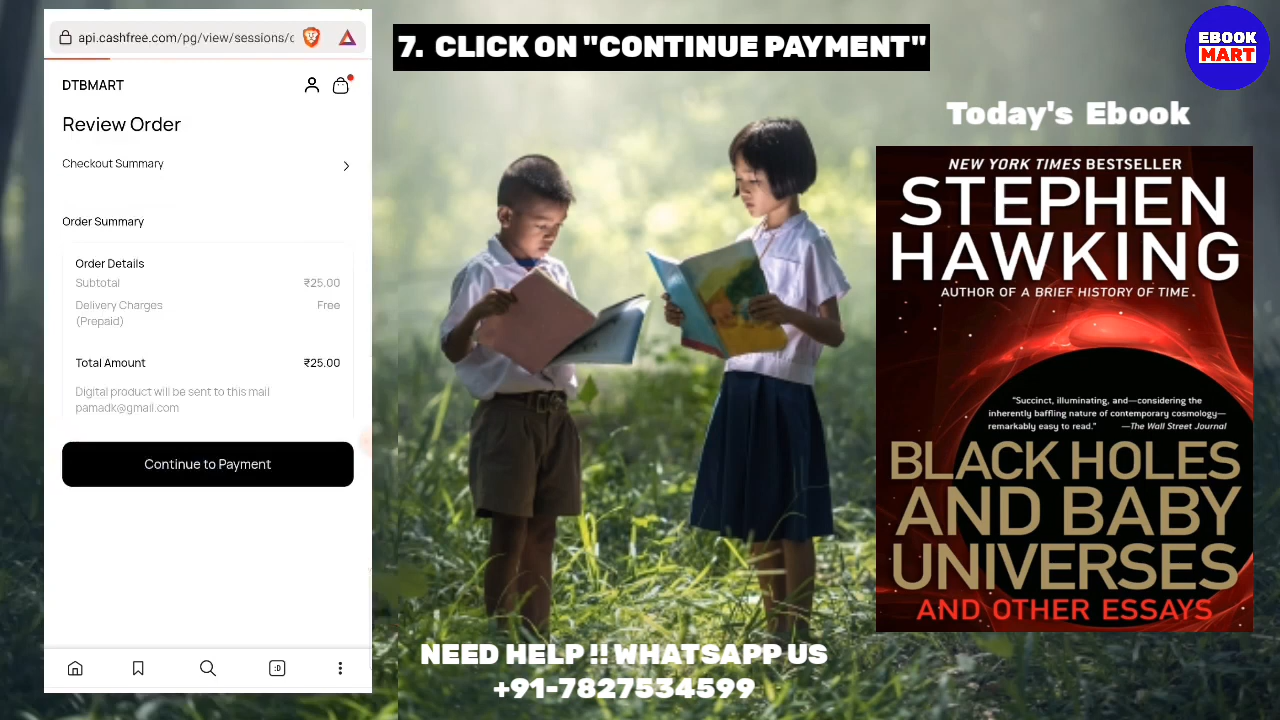 api.cashfree.com/pg/view/sessions/c
DTBMART
Review Order
Checkout Summary
Order Summary
Order Details
Subtotal ₹25.00
Delivery Charges Free
(Prepaid)
Total Amount ₹25.00
Digital product will be sent to this mail
pamadk@gmail.com
Continue to Payment
:D
7. CLICK ON "CONTINUE PAYMENT"
NEED HELP !! WHATSAPP US
+91-7827534599
EBOOK
MART
Today's Ebook
NEW YORK TIMES BESTSELLER
STEPHEN
HAWKING
AUTHOR OF A BRIEF HISTORY OF TIME.
"Succinct, illuminating, and—considering the
inherently baffling nature of contemporary cosmology—
remarkably easy to read." —The Wall Street Journal
BLACK HOLES
AND BABY
UNIVERSES
AND OTHER ESSAYS